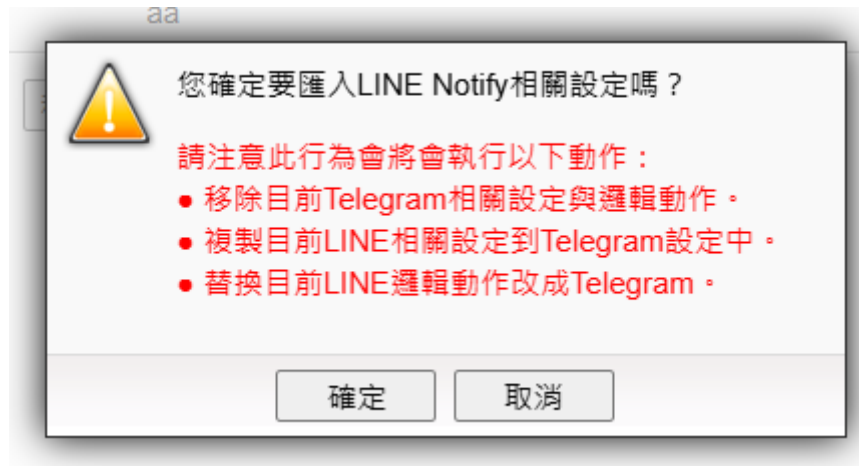 aa
您確定要匯入LINE Notify相關設定嗎？
請注意此行為會將會執行以下動作：
● 移除目前Telegram相關設定與邏輯動作。
● 複製目前LINE相關設定到Telegram設定中。
● 替換目前LINE邏輯動作改成Telegram。
確定 取消